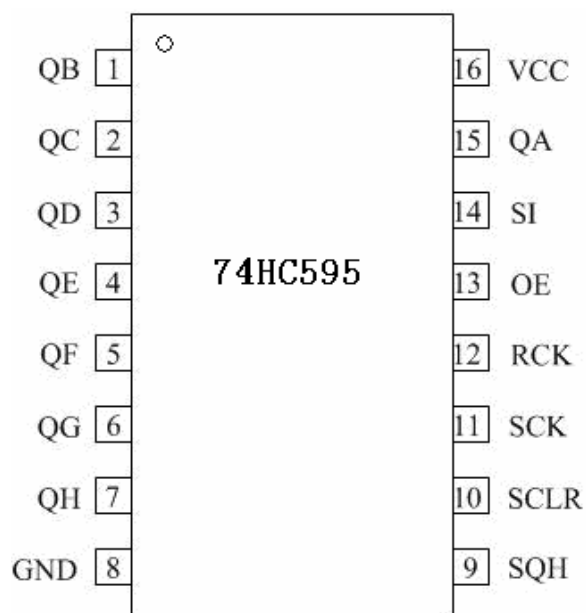 QB 1 16 VCC
QC 2 15 QA
QD 3 14 SI
QE 4 13 OE
74HC595
QF 5 12 RCK
QG 6 11 SCK
QH 7 10 SCLR
GND 8 9 SQH